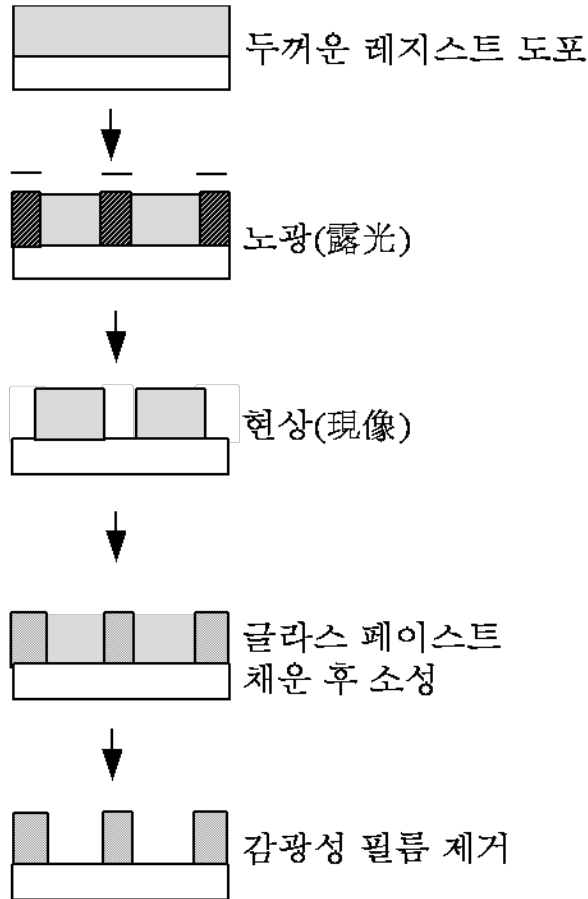 두꺼운 레지스트 도포
노광(露光)
현상(現像)
글라스 페이스트
채운 후 소성
감광성 필름 제거